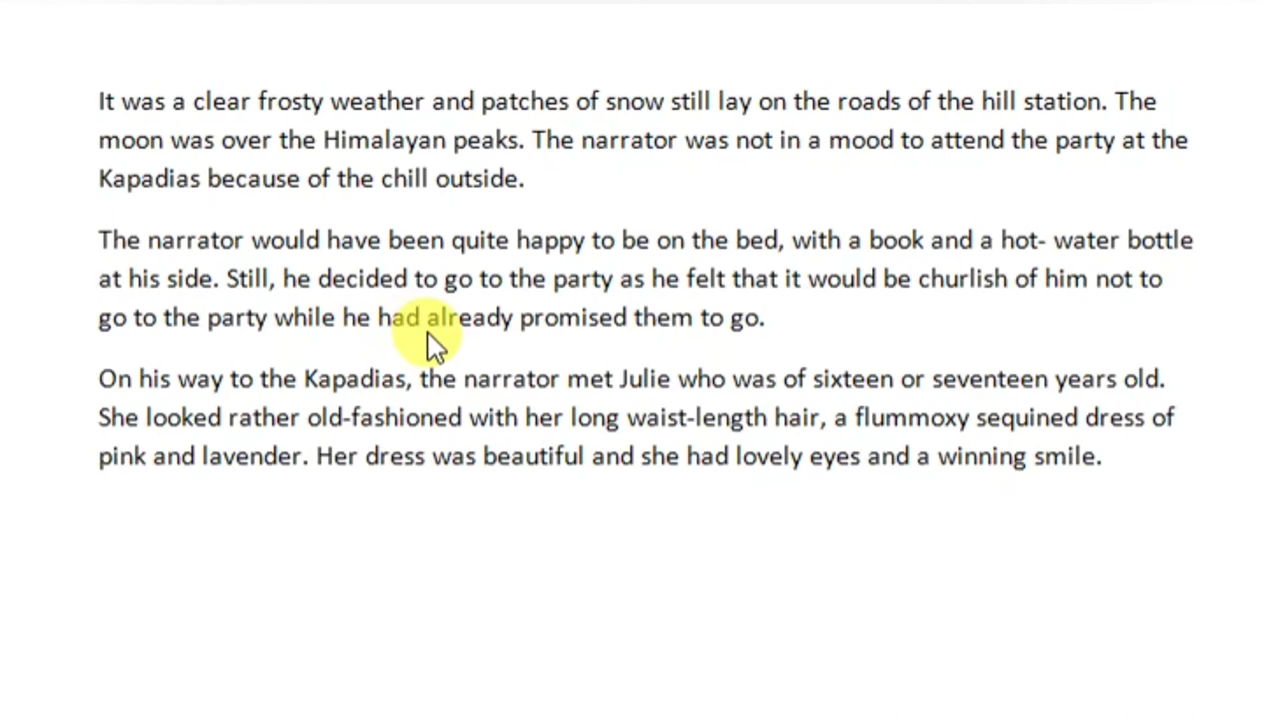 It was a clear frosty weather and patches of snow still lay on the roads of the hill station. The
moon was over the Himalayan peaks. The narrator was not in a mood to attend the party at the
Kapadias because of the chill outside.
The narrator would have been quite happy to be on the bed, with a book and a hot- water bottle
at his side. Still, he decided to go to the party as he felt that it would be churlish of him not to
go to the party while he had already promised them to go.
On his way to the Kapadias, the narrator met Julie who was of sixteen or seventeen years old.
She looked rather old-fashioned with her long waist-length hair, a flummoxy sequined dress of
pink and lavender. Her dress was beautiful and she had lovely eyes and a winning smile.